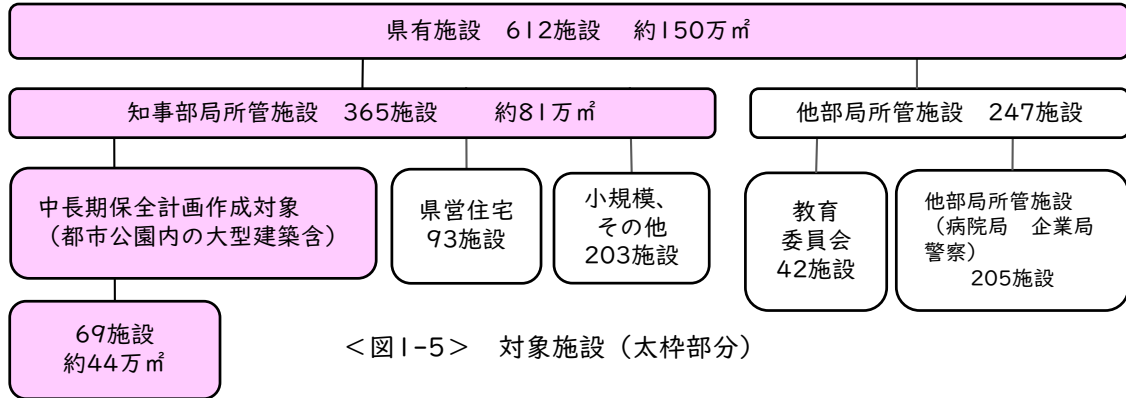 県有施設　612施設　約150万㎡
知事部局所管施設　365施設　　約81万㎡
他部局所管施設　247施設
中長期保全計画作成対象
（都市公園内の大型建築含）
県営住宅
93施設
小規模、
その他
203施設
教育
委員会
42施設
他部局所管施設
（病院局　企業局
警察）
205施設
69施設
約44万㎡
＜図1-5＞　対象施設（太枠部分）